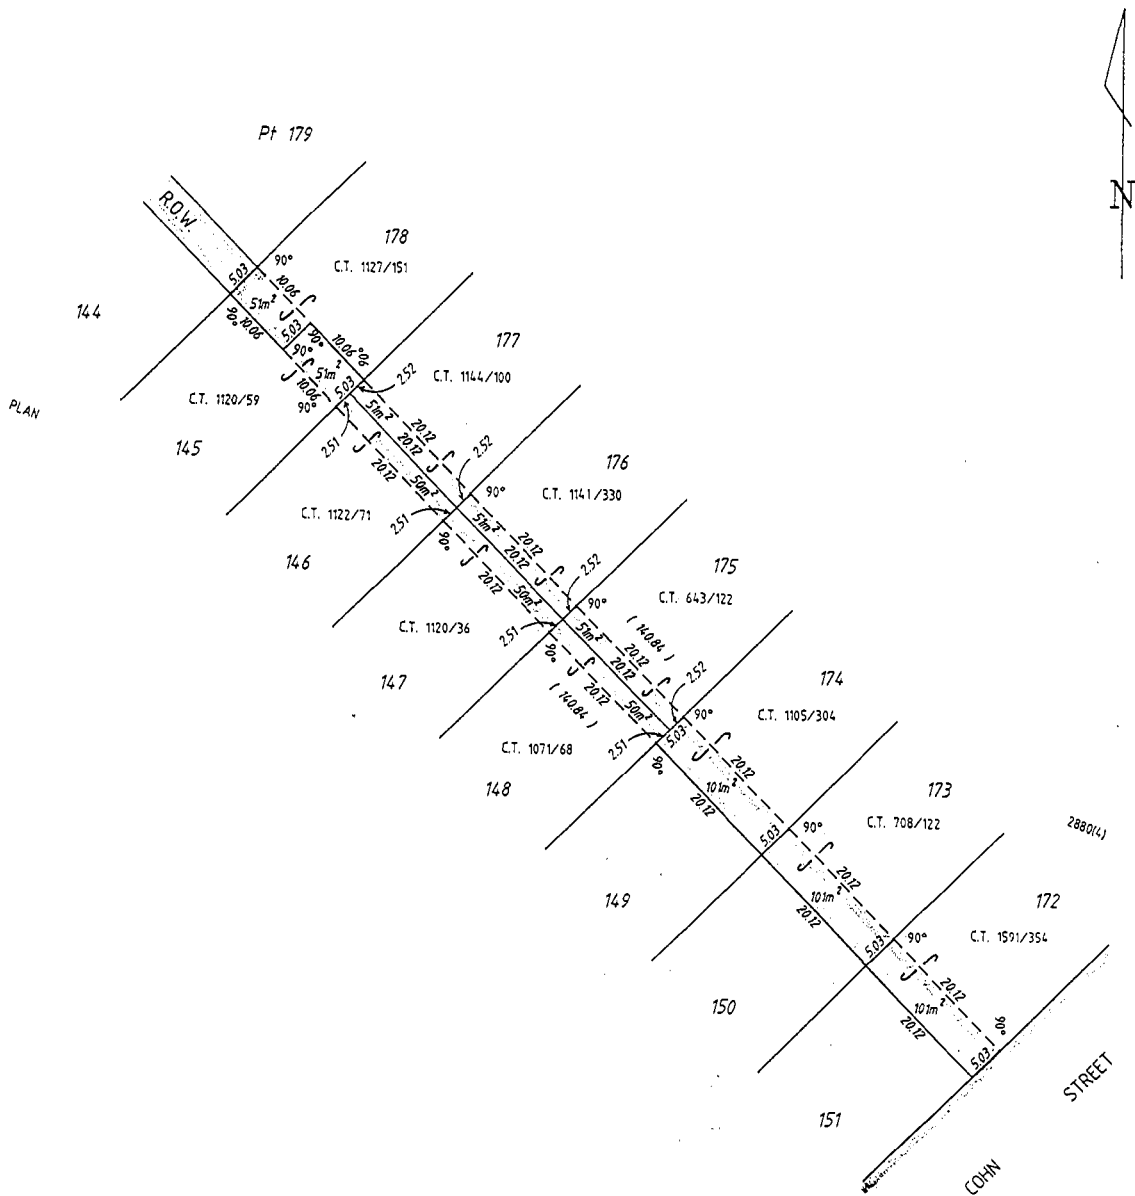 Pt 179
N
R.O.W.
178
C.T. 1127/151
90°
5.03
10.06
51m²
144
90°
10.06
5.03
90°
10.06
90°
177
C.T. 1144/100
90°
51m²
10.06
5.03
2.52
C.T. 1120/59
90°
PLAN
145
2.51
51m²
20.12
20.12
2.52
20.12
50m²
176
C.T. 1141/330
90°
C.T. 1122/71
2.51
90°
146
51m²
20.12
20.12
2.52
20.12
50m²
175
C.T. 643/122
90°
C.T. 1120/36
2.51
90°
147
51m²
20.12
20.12
(140.84)
2.52
20.12
(140.84)
50m²
174
C.T. 1105/304
90°
5.03
C.T. 1071/68
2.51
90°
148
20.12
101m²
20.12
173
C.T. 708/122
90°
5.03
2880(4)
149
20.12
101m²
20.12
172
C.T. 1591/354
90°
5.03
150
20.12
101m²
20.12
90°
5.03
151
COHN STREET